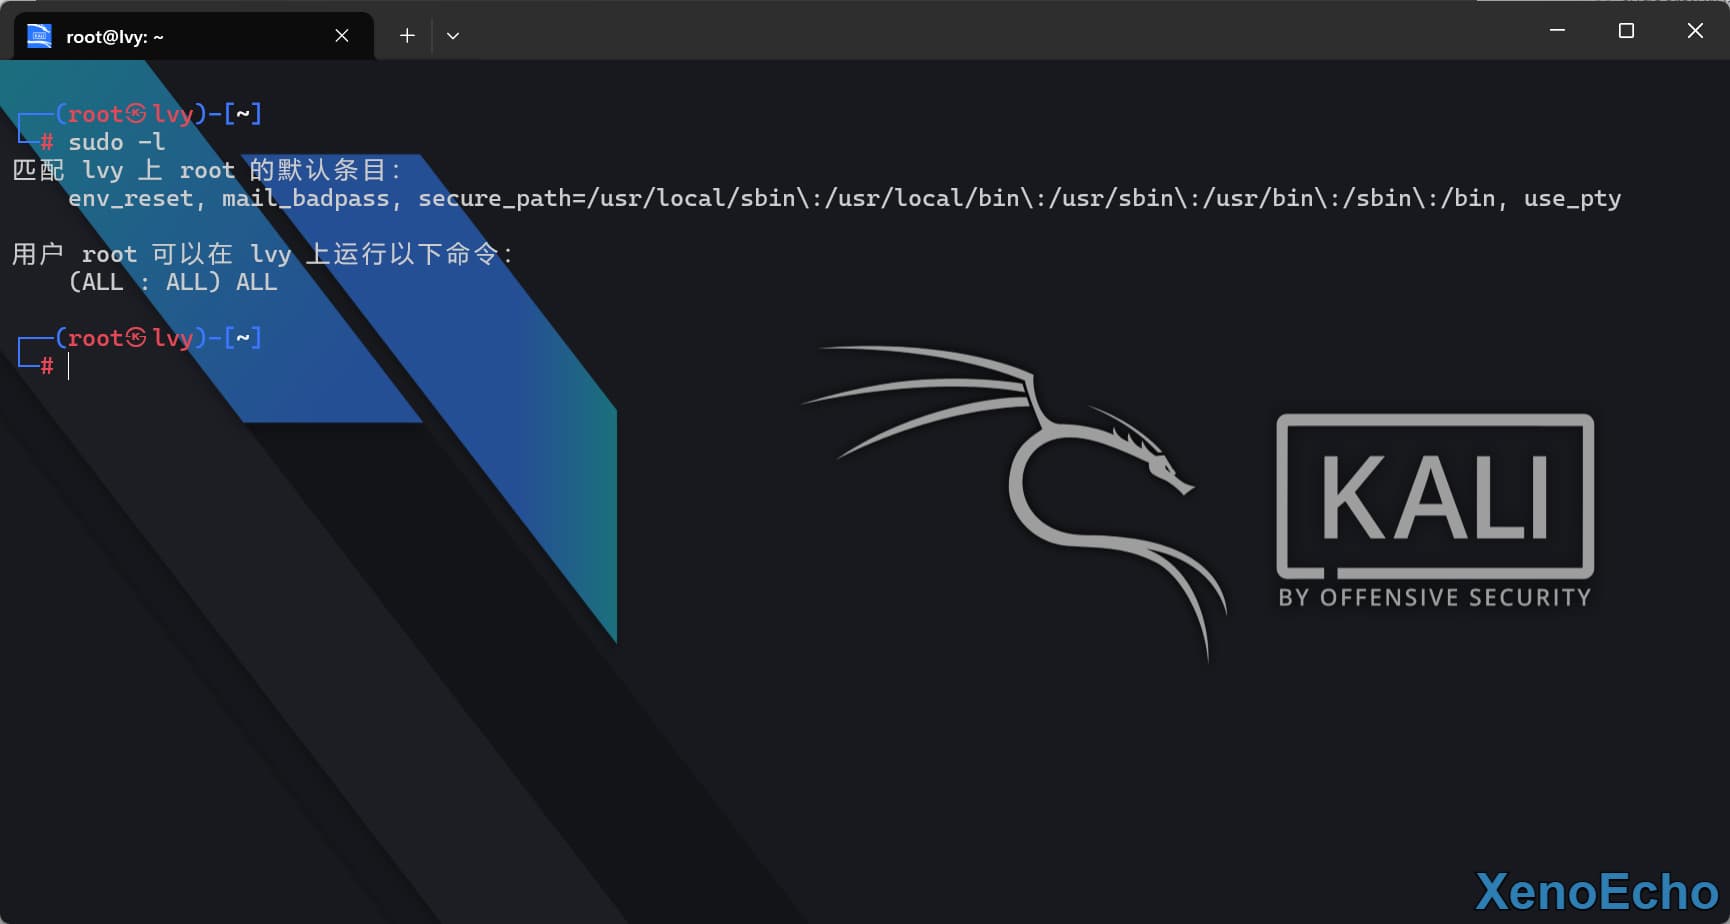 root@lvy: ~
┌──(root㉿lvy)-[~]
└─# sudo -l
匹配 lvy 上 root 的默认条目：
    env_reset, mail_badpass, secure_path=/usr/local/sbin\:/usr/local/bin\:/usr/sbin\:/usr/bin\:/sbin\:/bin, use_pty
用户 root 可以在 lvy 上运行以下命令：
    (ALL : ALL) ALL
┌──(root㉿lvy)-[~]
└─#
KALI
BY OFFENSIVE SECURITY
XenoEcho